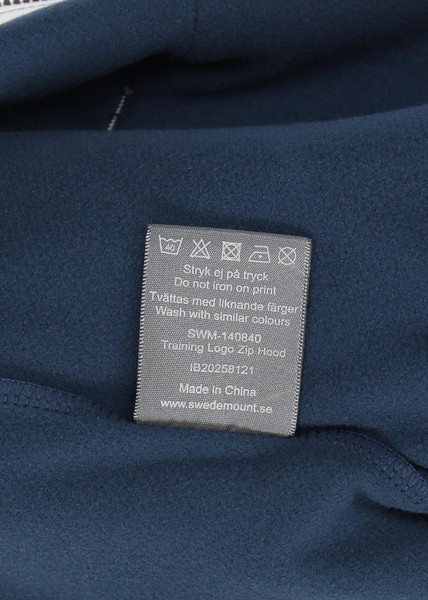 40
Stryk ej på tryck
Do not iron on print
Tvättas med liknande färger
Wash with similar colours
SWM-140840
Training Logo Zip Hood
IB20258121
Made in China
www.swedemount.se